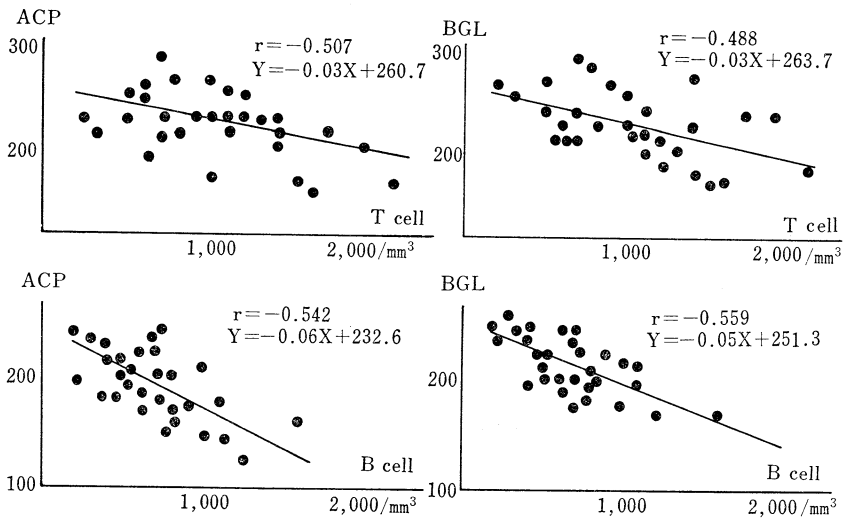 ACP
300
200
r=−0.507
Y=−0.03X+260.7
T cell
1,000
2,000/mm³
BGL
300
200
r=−0.488
Y=−0.03X+263.7
T cell
1,000
2,000/mm³
ACP
200
100
r=−0.542
Y=−0.06X+232.6
B cell
1,000
2,000/mm³
BGL
200
100
r=−0.559
Y=−0.05X+251.3
B cell
1,000
2,000/mm³